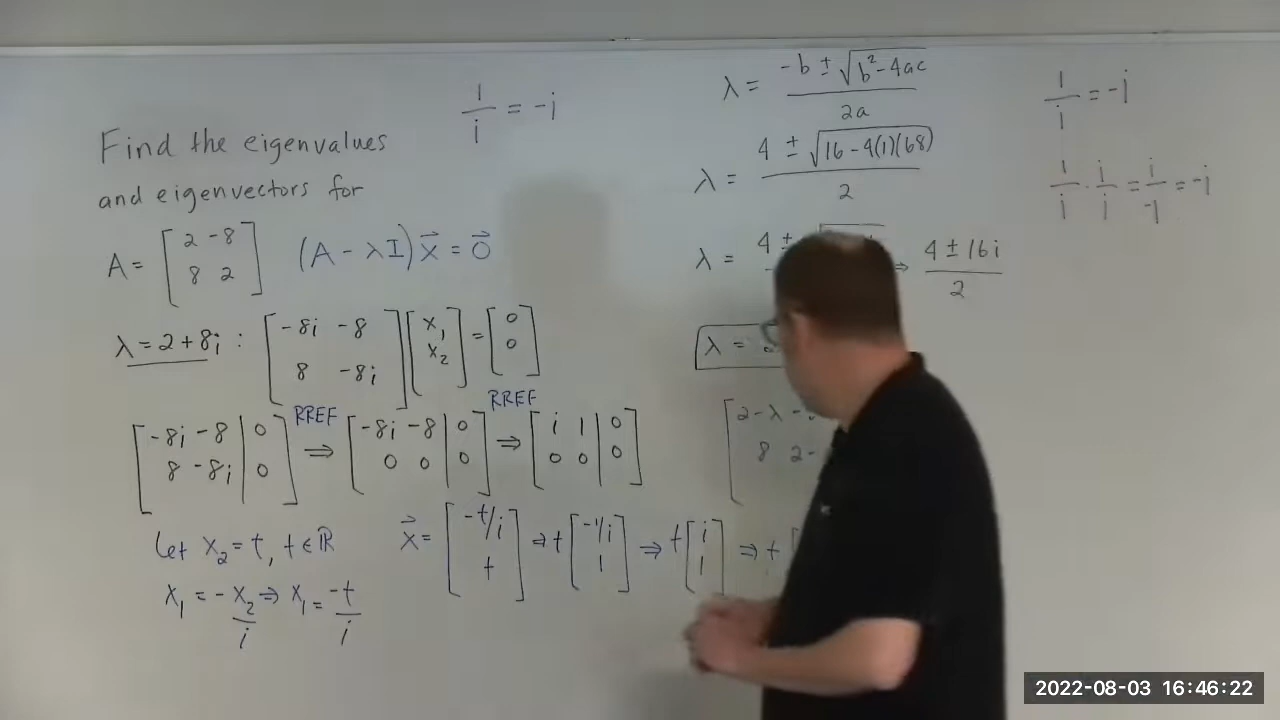 1/i = -i
Find the eigenvalues
and eigenvectors for
A = [2 -8; 8 2] (A - λI) x⃗ = 0⃗
λ = 2 + 8i : [-8i -8; 8 -8i] [x₁; x₂] = [0; 0]
[-8i -8 | 0; 8 -8i | 0] RREF ⇒ [-8i -8 | 0; 0 0 | 0] RREF ⇒ [i 1 | 0; 0 0 | 0]
Let x₂ = t, t ∈ ℝ
x₁ = -x₂/i ⇒ x₁ = -t/i
x⃗ = [-t/i; t] ⇒ t [-1/i; 1] ⇒ t [i; 1] ⇒ t [
λ = (-b ± √(b² - 4ac))/2a
λ = (4 ± √(16 - 4(1)(68)))/2
λ = 4 ± ⇒ (4 ± 16i)/2
λ =
[2-λ -
8 2-
1/i = -i
1/i · i/i = i/-1 = -i
2022-08-03 16:46:22